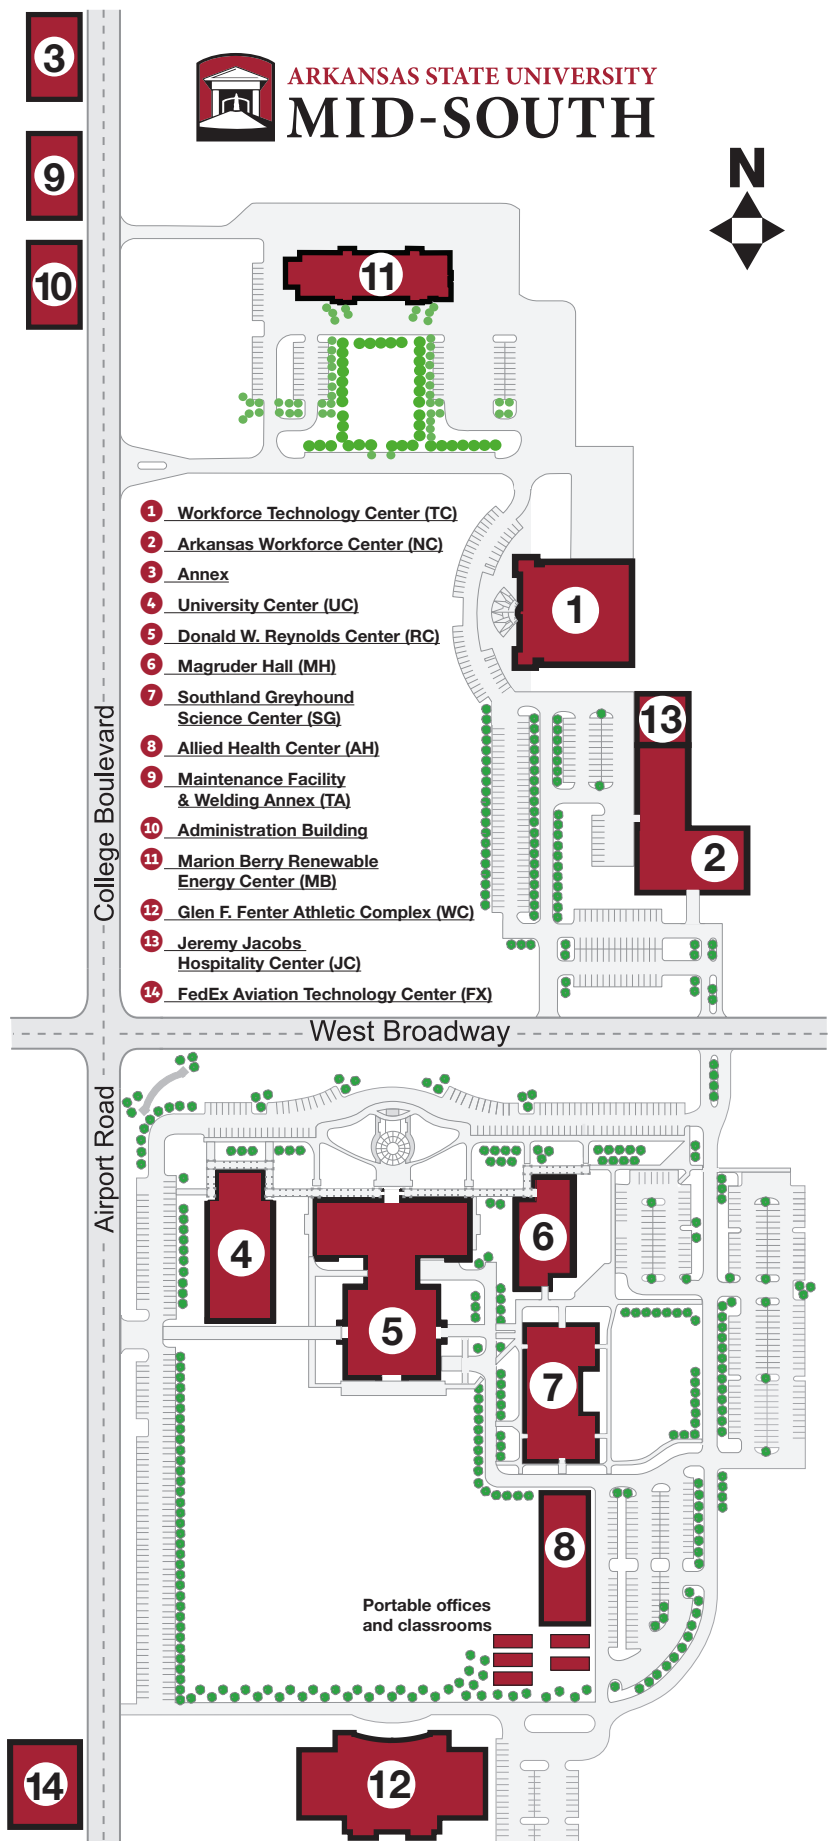 3
ARKANSAS STATE UNIVERSITY
MID-SOUTH
N
9
10
11
1 Workforce Technology Center (TC)
2 Arkansas Workforce Center (NC)
3 Annex
4 University Center (UC)
5 Donald W. Reynolds Center (RC)
6 Magruder Hall (MH)
7 Southland Greyhound
Science Center (SG)
8 Allied Health Center (AH)
9 Maintenance Facility
& Welding Annex (TA)
10 Administration Building
11 Marion Berry Renewable
Energy Center (MB)
12 Glen F. Fenter Athletic Complex (WC)
13 Jeremy Jacobs
Hospitality Center (JC)
14 FedEx Aviation Technology Center (FX)
1
13
2
College Boulevard
West Broadway
Airport Road
4
6
5
7
8
Portable offices
and classrooms
14
12